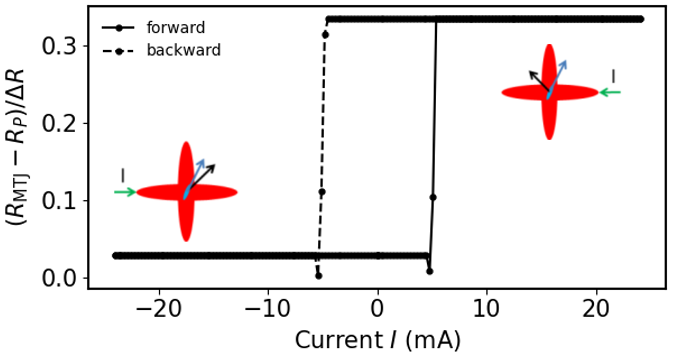 forward
backward
I
I
0.3
0.2
0.1
0.0
(R_MTJ − R_P)/ΔR
−20
−10
0
10
20
Current I (mA)